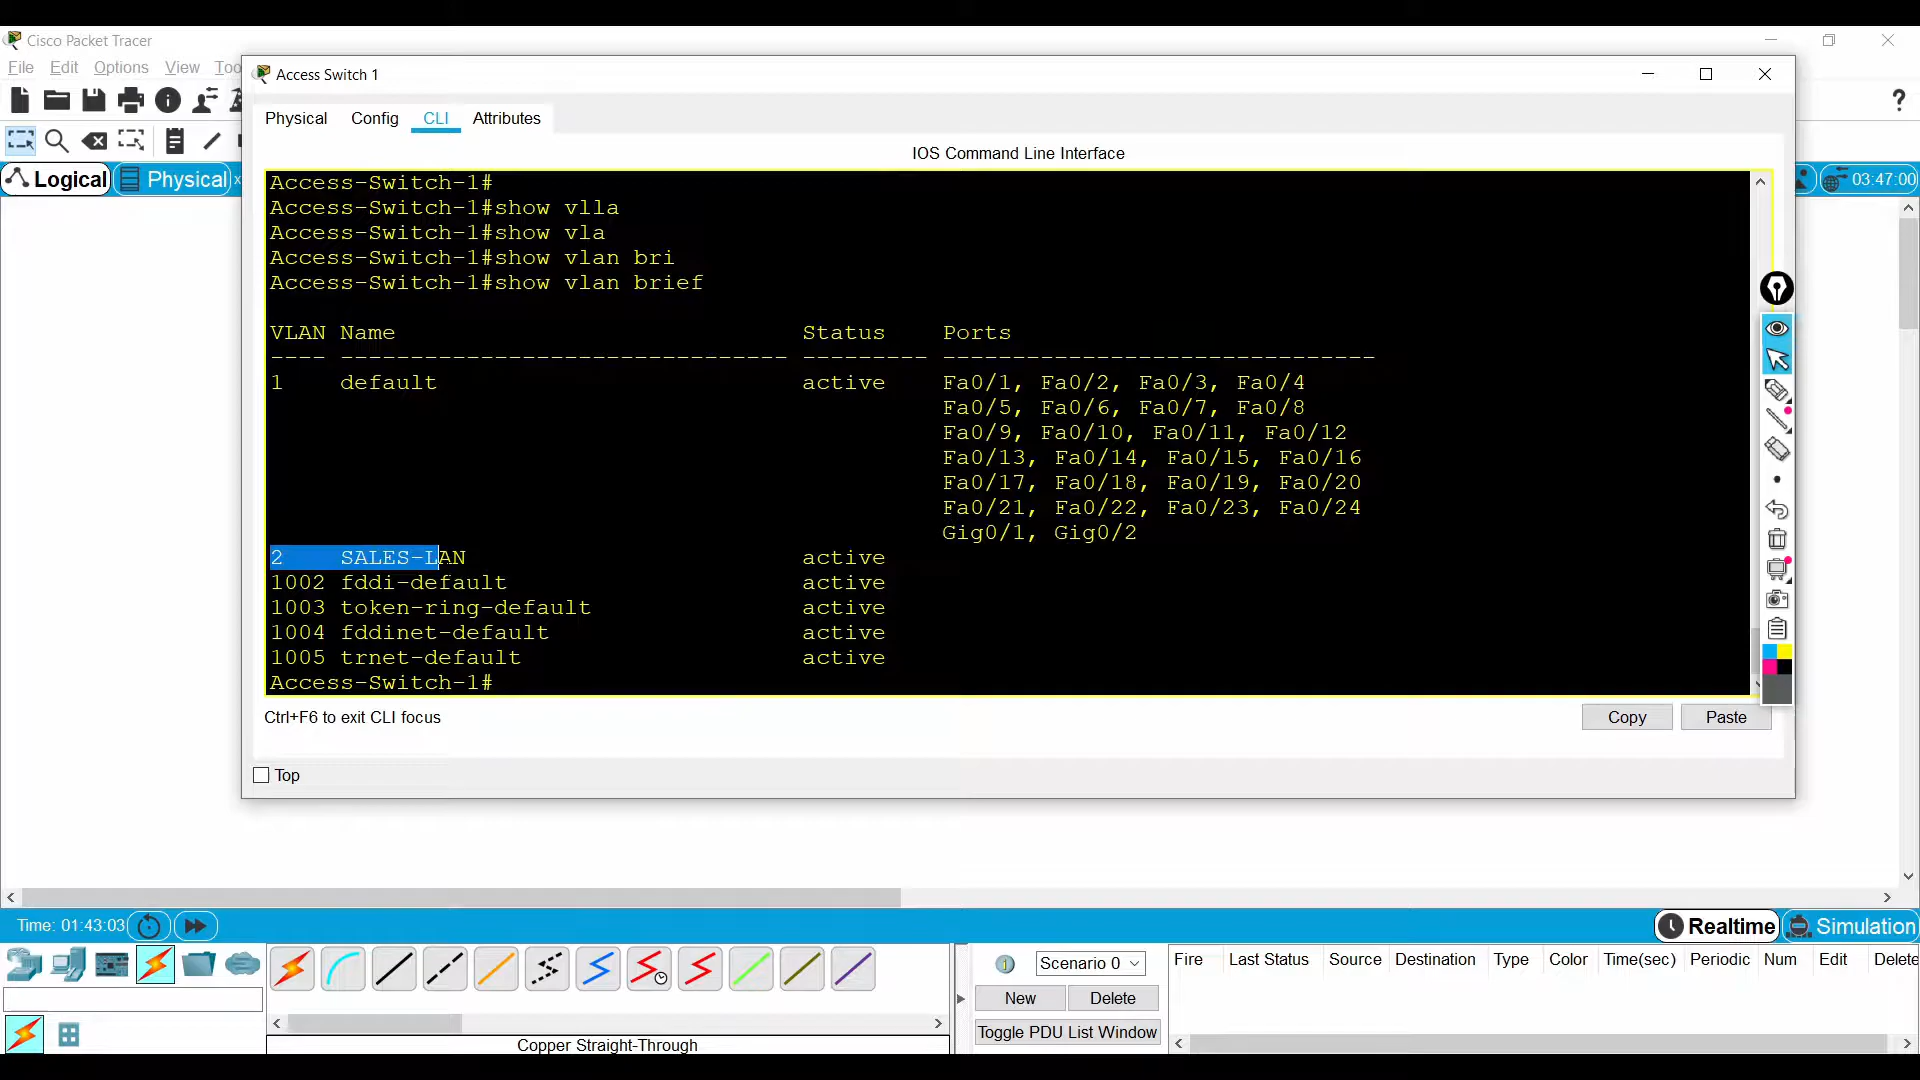 Cisco Packet Tracer
File Edit Options View Too
Access Switch 1
Physical Config CLI Attributes
IOS Command Line Interface
Logical Physical x 03:47:00
Access-Switch-1#
Access-Switch-1#show vlla
Access-Switch-1#show vla
Access-Switch-1#show vlan bri
Access-Switch-1#show vlan brief
VLAN Name Status Ports
---- -------------------------------- --------- -------------------------------
1 default active Fa0/1, Fa0/2, Fa0/3, Fa0/4
Fa0/5, Fa0/6, Fa0/7, Fa0/8
Fa0/9, Fa0/10, Fa0/11, Fa0/12
Fa0/13, Fa0/14, Fa0/15, Fa0/16
Fa0/17, Fa0/18, Fa0/19, Fa0/20
Fa0/21, Fa0/22, Fa0/23, Fa0/24
Gig0/1, Gig0/2
2 SALES-LAN active
1002 fddi-default active
1003 token-ring-default active
1004 fddinet-default active
1005 trnet-default active
Access-Switch-1#
Ctrl+F6 to exit CLI focus
Copy Paste
Top
Time: 01:43:03 Realtime Simulation
Scenario 0
Fire Last Status Source Destination Type Color Time(sec) Periodic Num Edit Delete
New Delete
Toggle PDU List Window
Copper Straight-Through